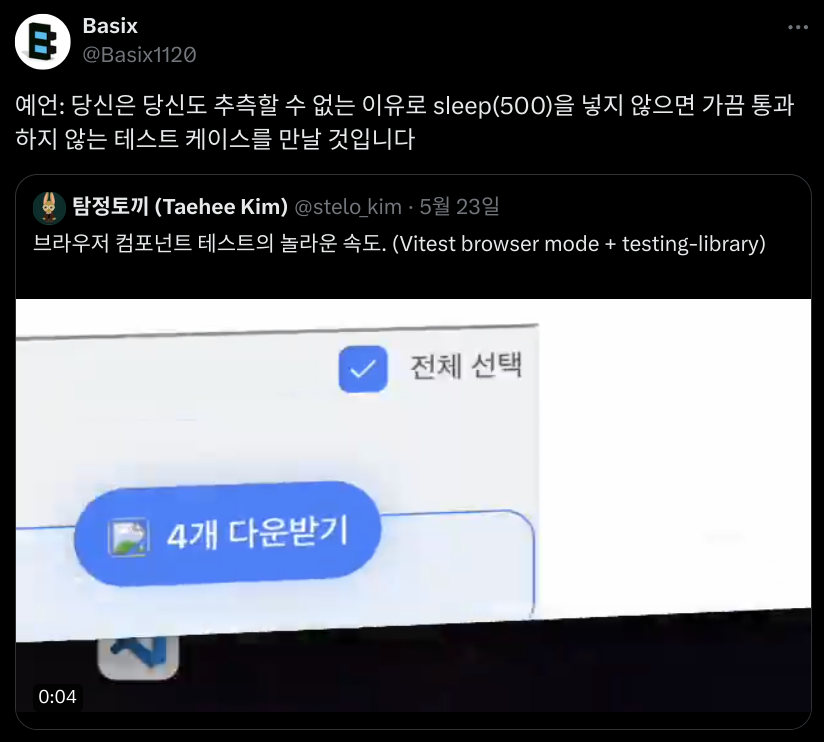 Basix
@Basix1120
예언: 당신은 당신도 추측할 수 없는 이유로 sleep(500)을 넣지 않으면 가끔 통과
하지 않는 테스트 케이스를 만날 것입니다
탐정토끼 (Taehee Kim) @stelo_kim · 5월 23일
브라우저 컴포넌트 테스트의 놀라운 속도. (Vitest browser mode + testing-library)
전체 선택
4개 다운받기
0:04